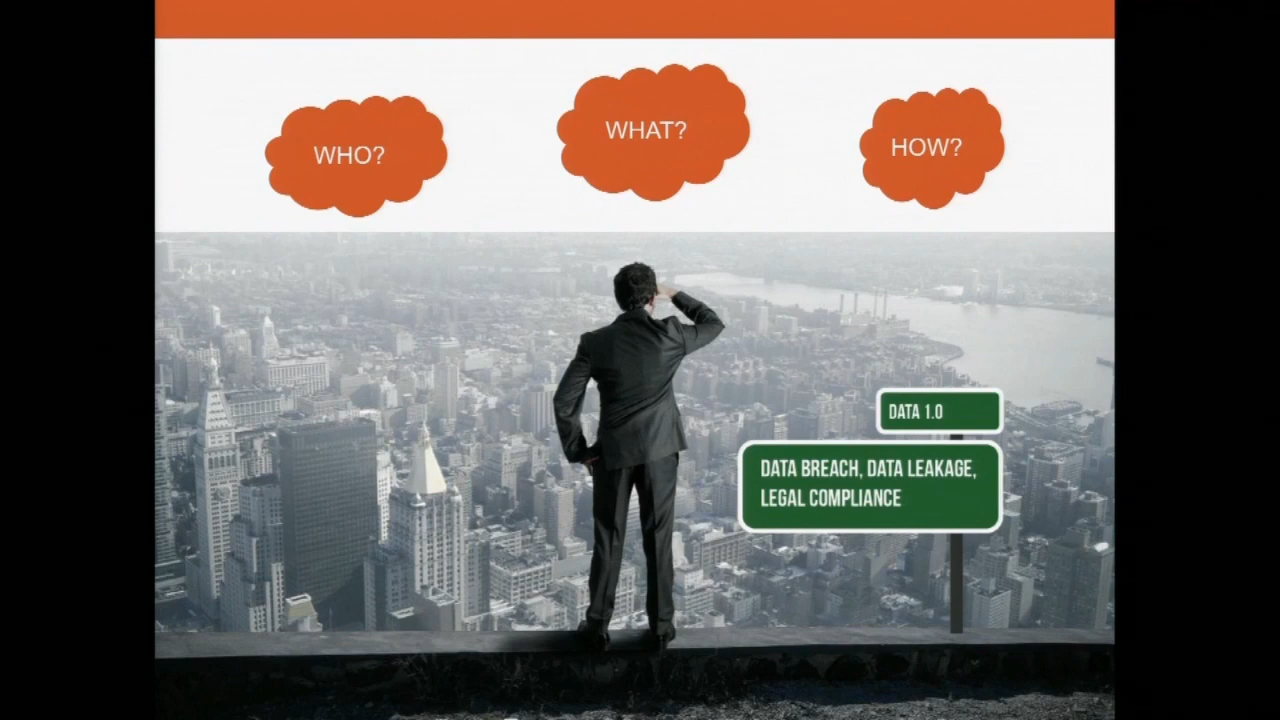 WHO?
WHAT?
HOW?
DATA 1.0
DATA BREACH, DATA LEAKAGE,
LEGAL COMPLIANCE